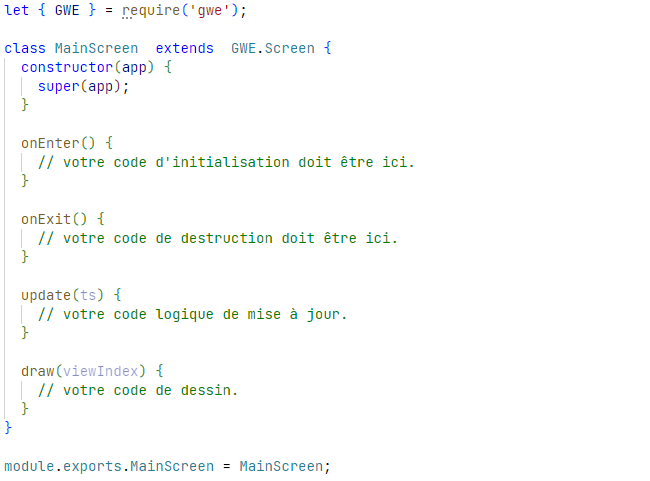 let { GWE } = require('gwe');
class MainScreen  extends  GWE.Screen {
  constructor(app) {
    super(app);
  }
  onEnter() {
    // votre code d'initialisation doit être ici.
  }
  onExit() {
    // votre code de destruction doit être ici.
  }
  update(ts) {
    // votre code logique de mise à jour.
  }
  draw(viewIndex) {
    // votre code de dessin.
  }
}
module.exports.MainScreen = MainScreen;